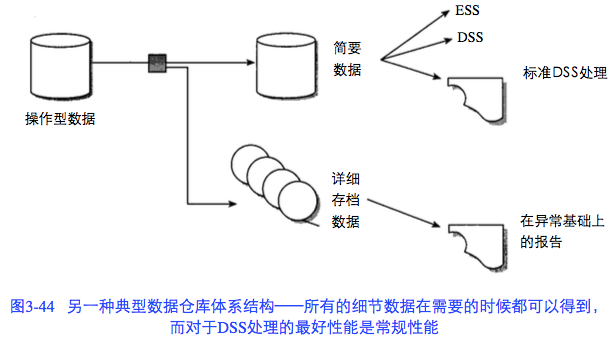 ESS
DSS
简要
数据
标准DSS处理
操作型数据
详细
存档
数据
在异常基础上
的报告
图3-44 另一种典型数据仓库体系结构——所有的细节数据在需要的时候都可以得到，
而对于DSS处理的最好性能是常规性能